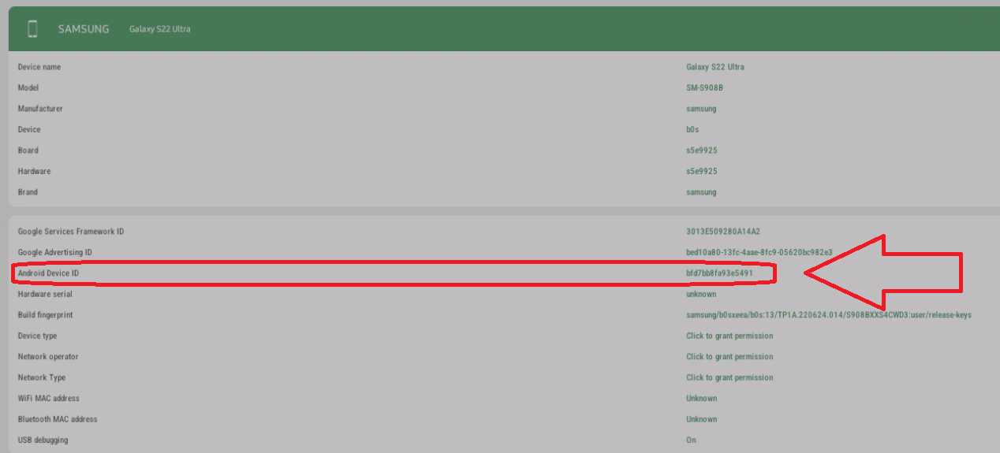 SAMSUNG Galaxy S22 Ultra
Device name Galaxy S22 Ultra
Model SM-S908B
Manufacturer samsung
Device b0s
Board s5e9925
Hardware s5e9925
Brand samsung
Google Services Framework ID 3013E509280A14A2
Google Advertising ID bed10a80-13fc-4aae-8fc9-05620bc982e3
Android Device ID bfd7bb8fa93e5491
Hardware serial unknown
Build fingerprint samsung/b0sxeea/b0s:13/TP1A.220624.014/S908BXXS4CWD3:user/release-keys
Device type Click to grant permission
Network operator Click to grant permission
Network Type Click to grant permission
WiFi MAC address Unknown
Bluetooth MAC address Unknown
USB debugging On